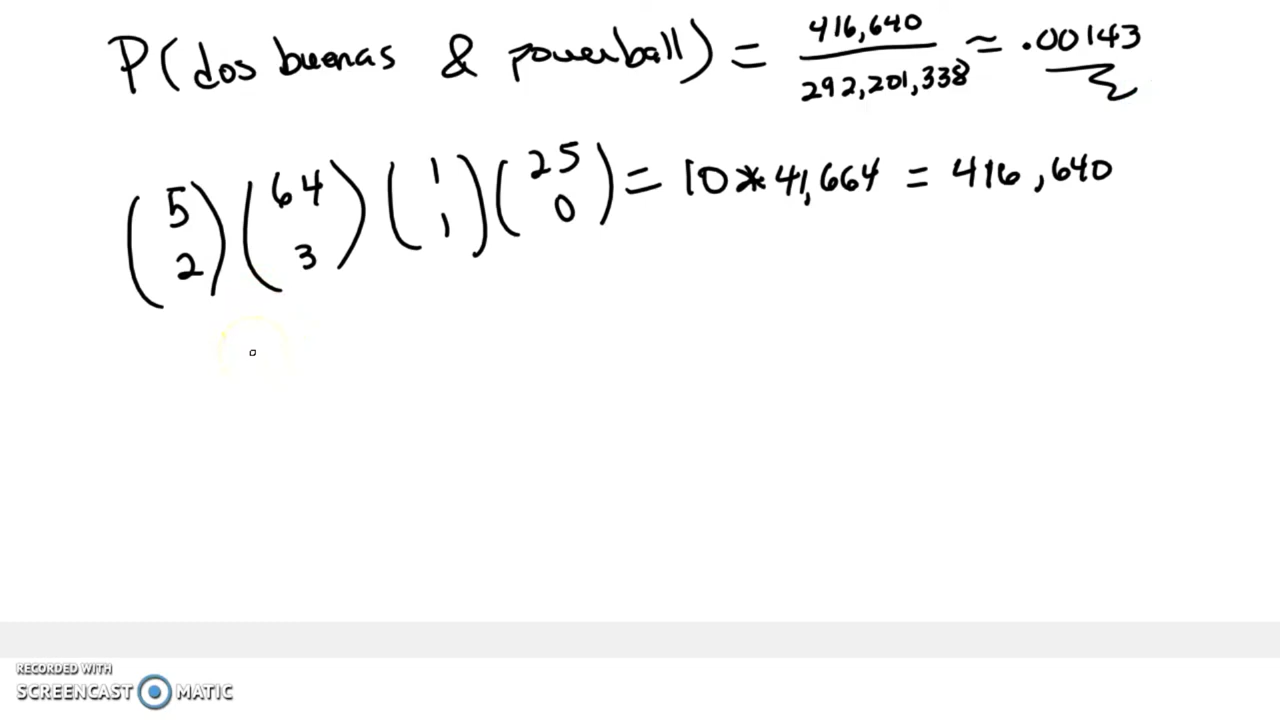 P(dos buenas & powerball) = 416,640 / 292,201,338 ≈ .00143
(5 2)(64 3)(1 1)(25 0) = 10 * 41,664 = 416,640
RECORDED WITH
SCREENCAST MATIC